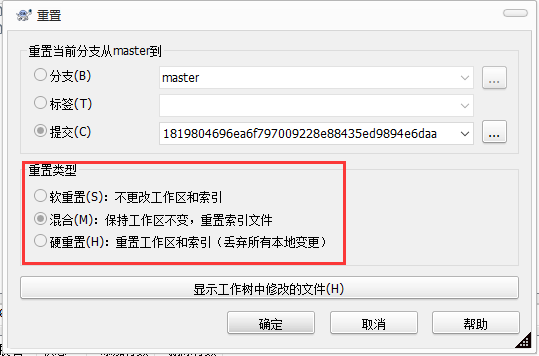 重置
重置当前分支从master到
分支(B)
master
...
标签(T)
提交(C)
1819804696ea6f797009228e88435ed9894e6daa
...
重置类型
软重置(S): 不更改工作区和索引
混合(M): 保持工作区不变，重置索引文件
硬重置(H): 重置工作区和索引（丢弃所有本地变更）
显示工作树中修改的文件(H)
确定
取消
帮助